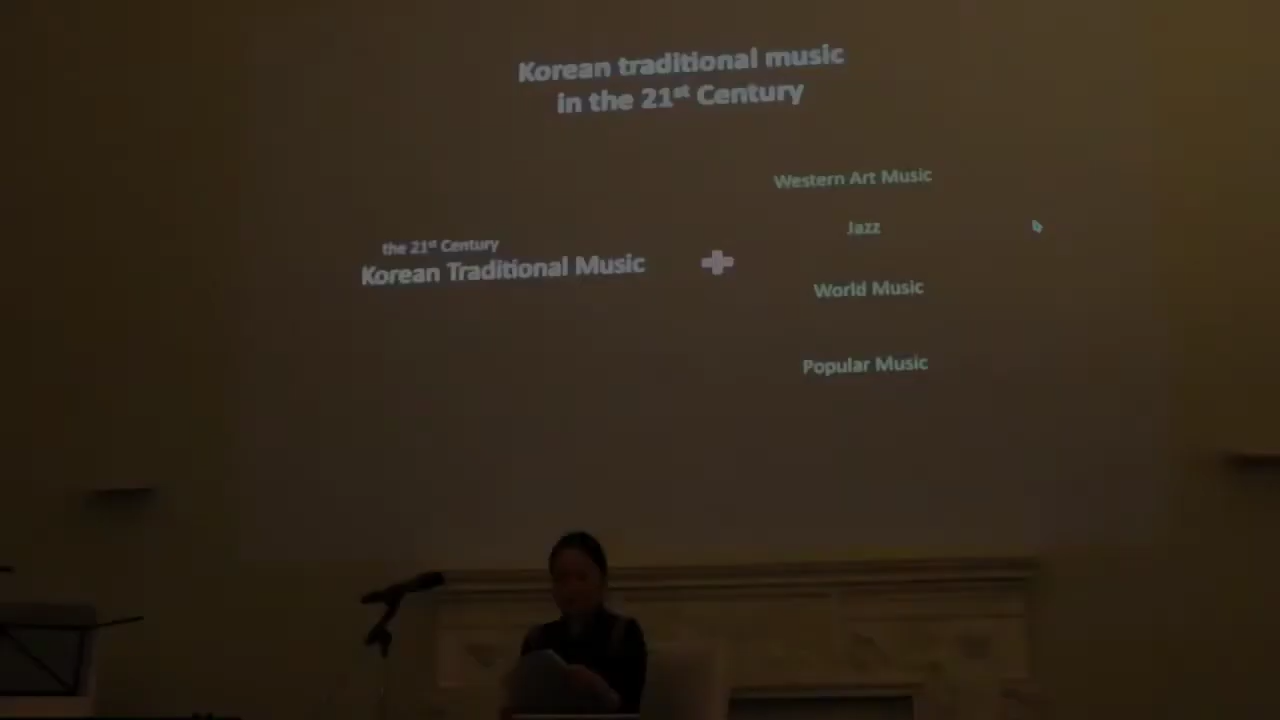 Korean traditional music
in the 21st Century
Western Art Music
Jazz
the 21st Century
Korean Traditional Music
World Music
Popular Music